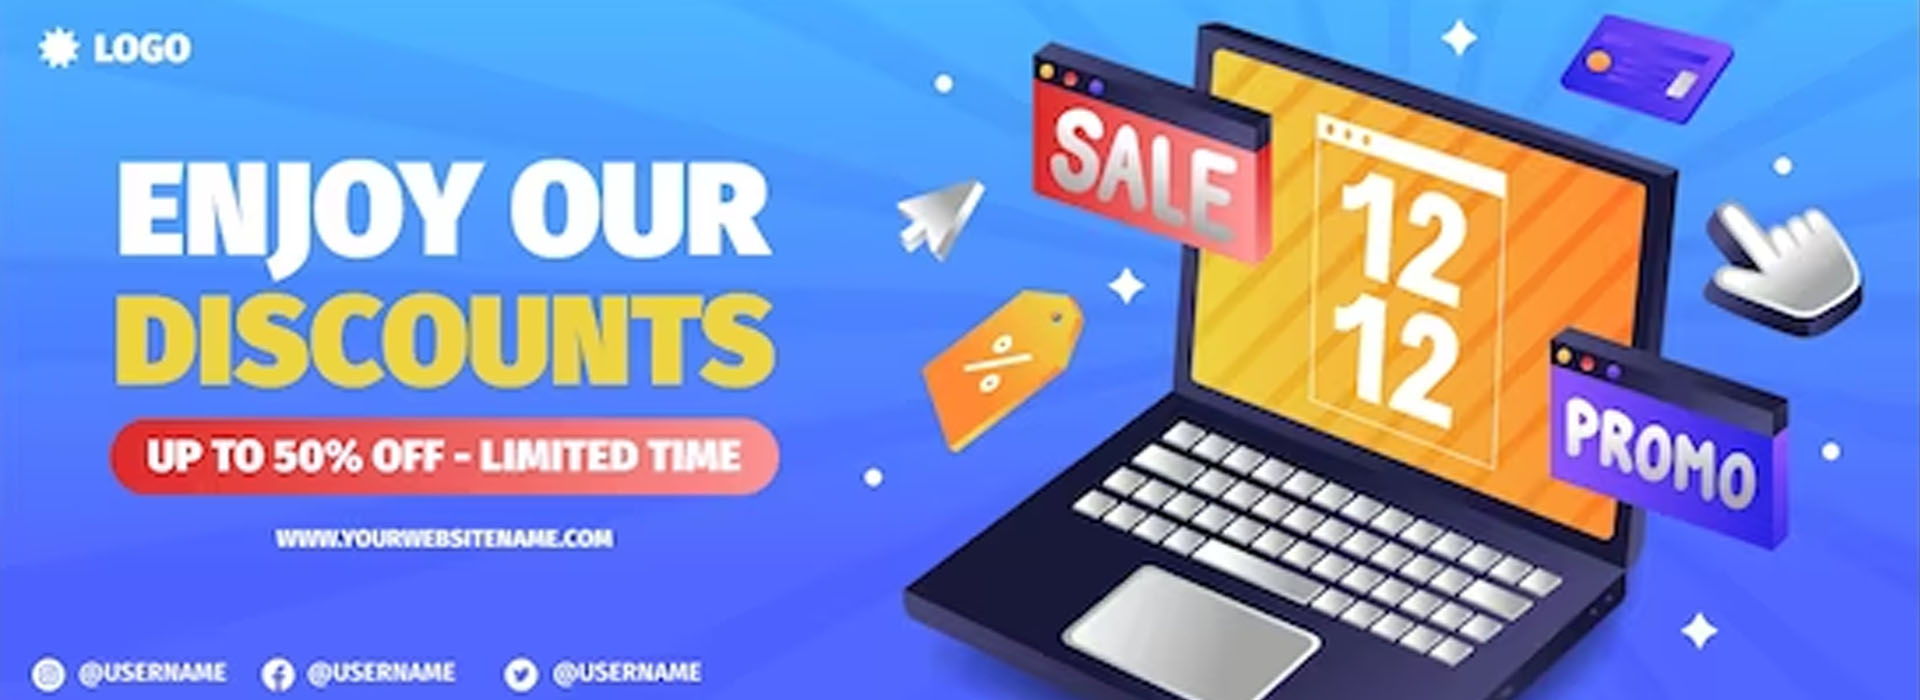 LOGO
ENJOY OUR
DISCOUNTS
UP TO 50% OFF - LIMITED TIME
WWW.YOURWEBSITENAME.COM
@USERNAME @USERNAME @USERNAME
SALE
12
12
%
PROMO